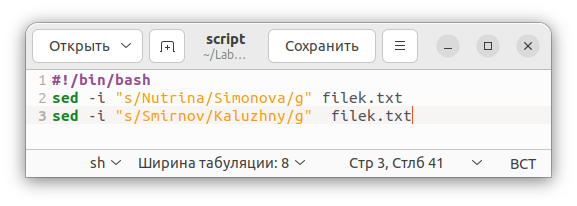 Открыть
script
~/Lab...
Сохранить
1 #!/bin/bash
2 sed -i "s/Nutrina/Simonova/g" filek.txt
3 sed -i "s/Smirnov/Kaluzhny/g"  filek.txt
sh Ширина табуляции: 8 Стр 3, Стлб 41 ВСТ